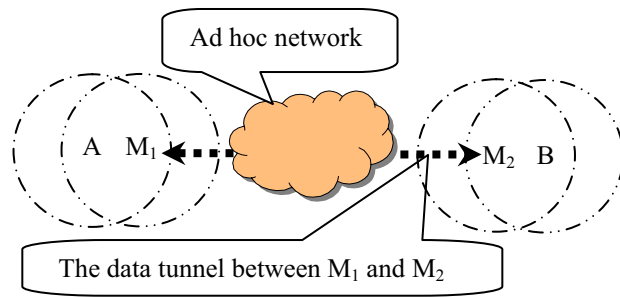 Ad hoc network
A M₁ M₂ B
The data tunnel between M₁ and M₂